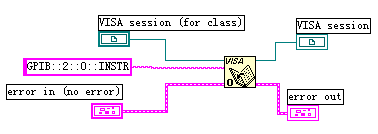 VISA session (for class)
VISA session
GPIB::2::0::INSTR
VISA
O
error in (no error)
error out